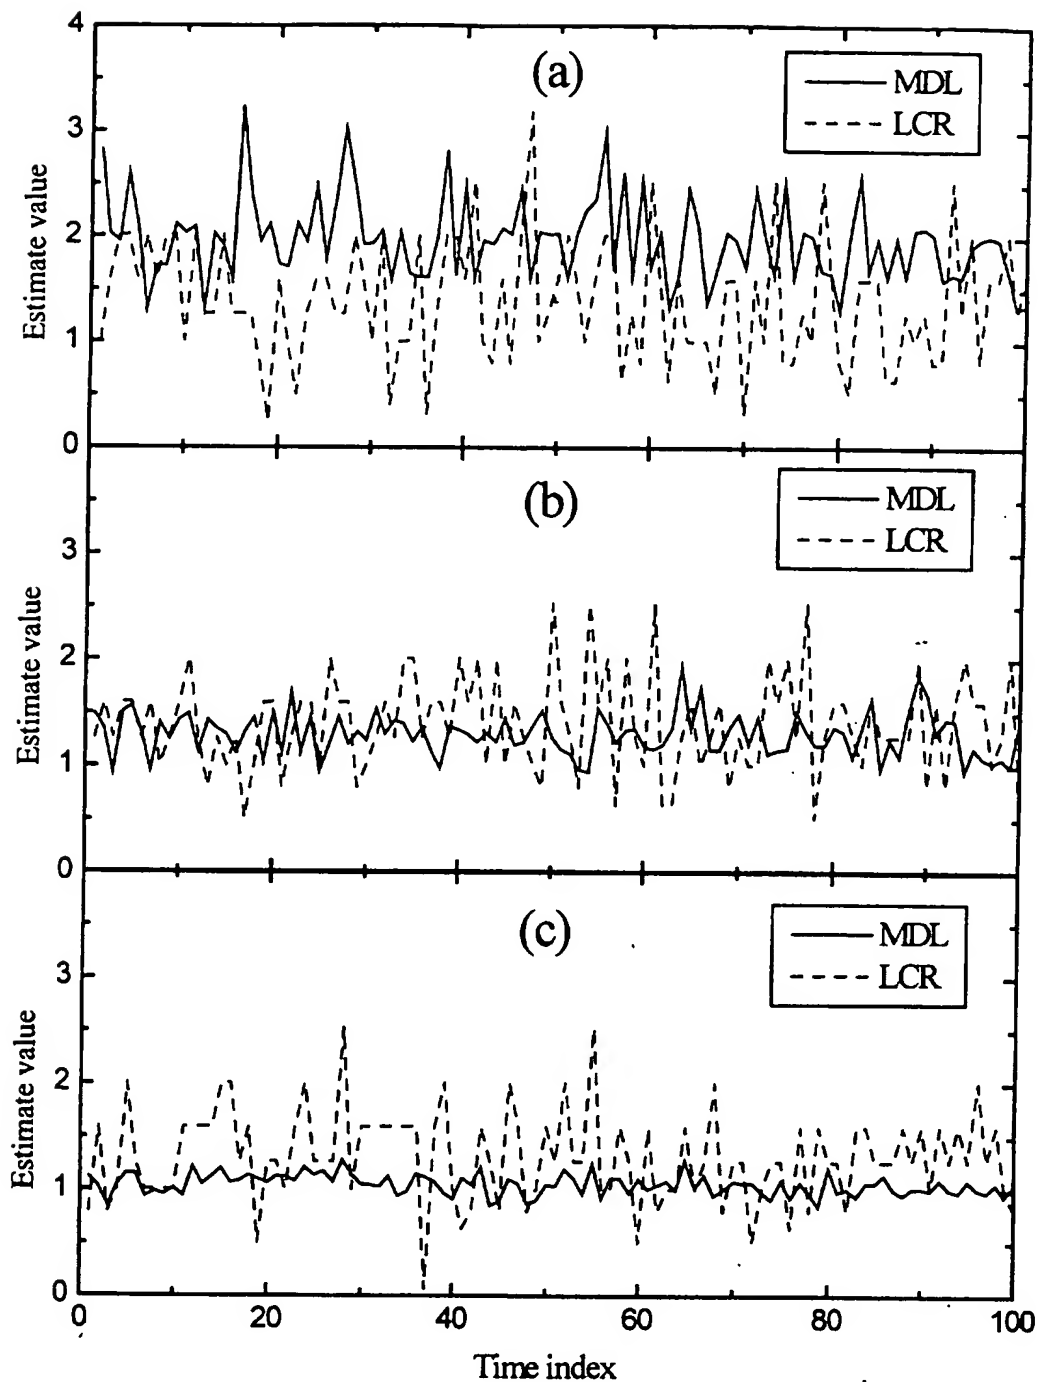 4
3
2
1
0
Estimate value
(a)
MDL
LCR
3
2
1
0
Estimate value
(b)
MDL
LCR
3
2
1
0
Estimate value
(c)
MDL
LCR
0 20 40 60 80 100
Time index